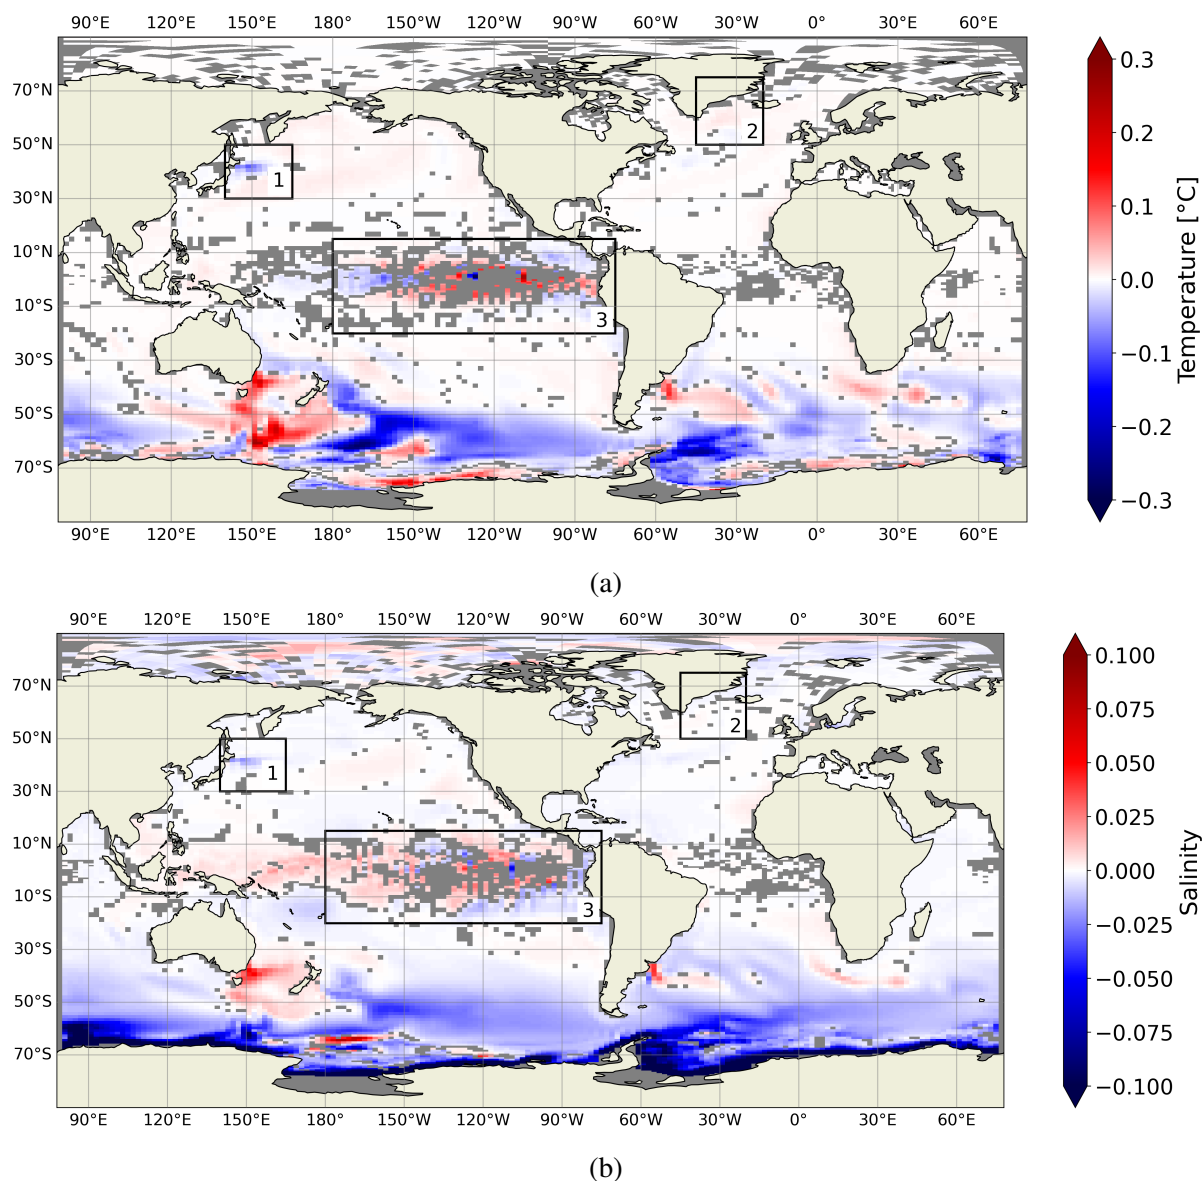 90°E 120°E 150°E 180° 150°W 120°W 90°W 60°W 30°W 0° 30°E 60°E
70°N
50°N
30°N
10°N
10°S
30°S
50°S
70°S
1
2
3
90°E 120°E 150°E 180° 150°W 120°W 90°W 60°W 30°W 0° 30°E 60°E
0.3
0.2
0.1
0.0
−0.1
−0.2
−0.3
Temperature [°C]
(a)
90°E 120°E 150°E 180° 150°W 120°W 90°W 60°W 30°W 0° 30°E 60°E
70°N
50°N
30°N
10°N
10°S
30°S
50°S
70°S
1
2
3
90°E 120°E 150°E 180° 150°W 120°W 90°W 60°W 30°W 0° 30°E 60°E
0.100
0.075
0.050
0.025
0.000
−0.025
−0.050
−0.075
−0.100
Salinity
(b)